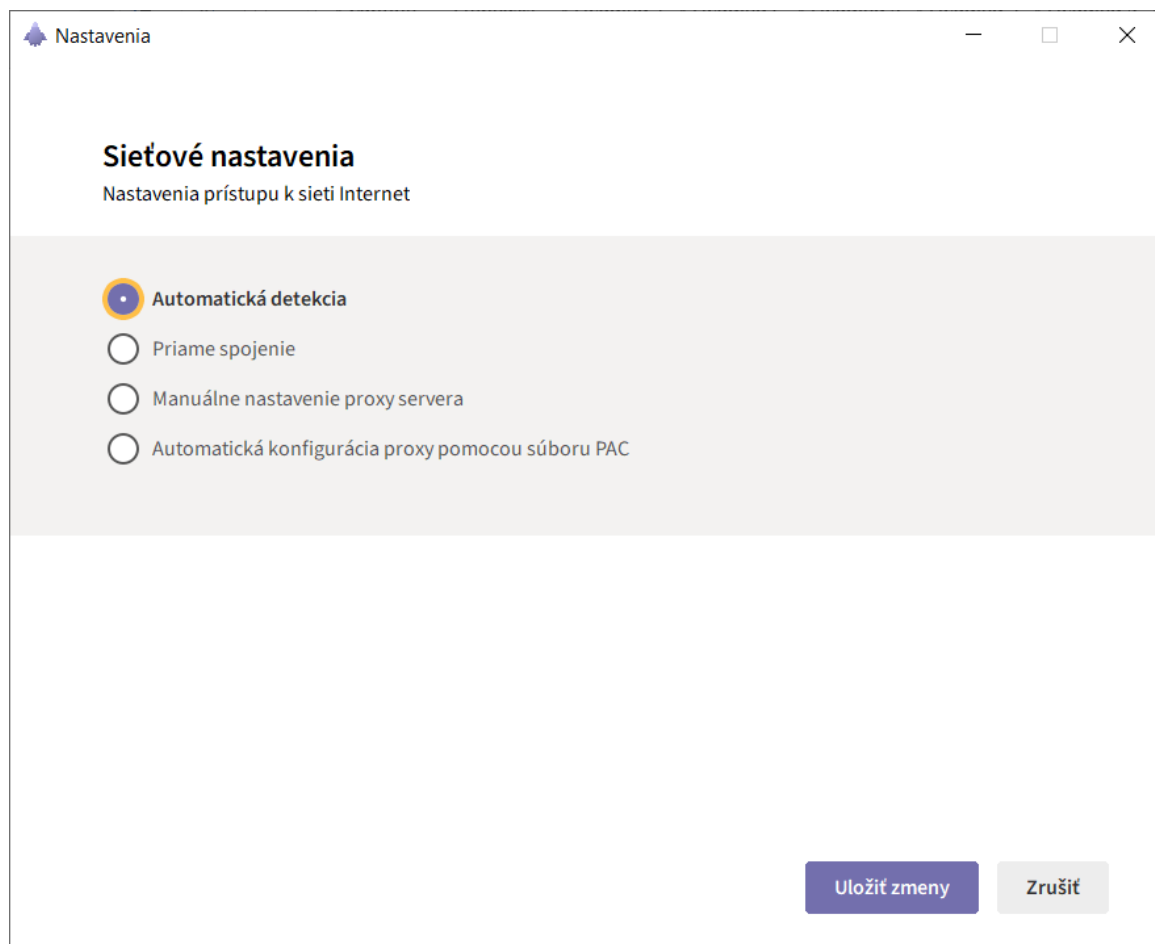 Nastavenia
Sieťové nastavenia
Nastavenia prístupu k sieti Internet
Automatická detekcia
Priame spojenie
Manuálne nastavenie proxy servera
Automatická konfigurácia proxy pomocou súboru PAC
Uložiť zmeny Zrušiť